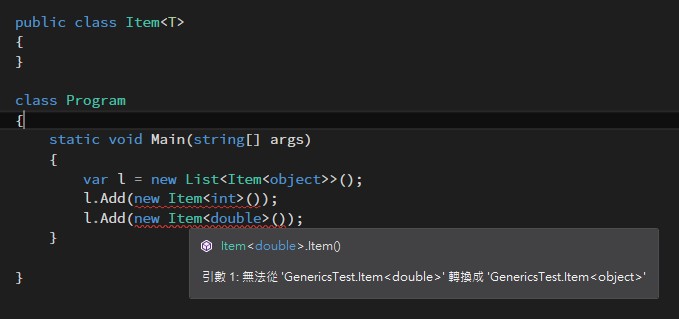 public class Item<T>
{
}
class Program
{
static void Main(string[] args)
{
var l = new List<Item<object>>();
l.Add(new Item<int>());
l.Add(new Item<double>());
}
Item<double>.Item()
引數 1: 無法從 'GenericsTest.Item<double>' 轉換成 'GenericsTest.Item<object>'
}